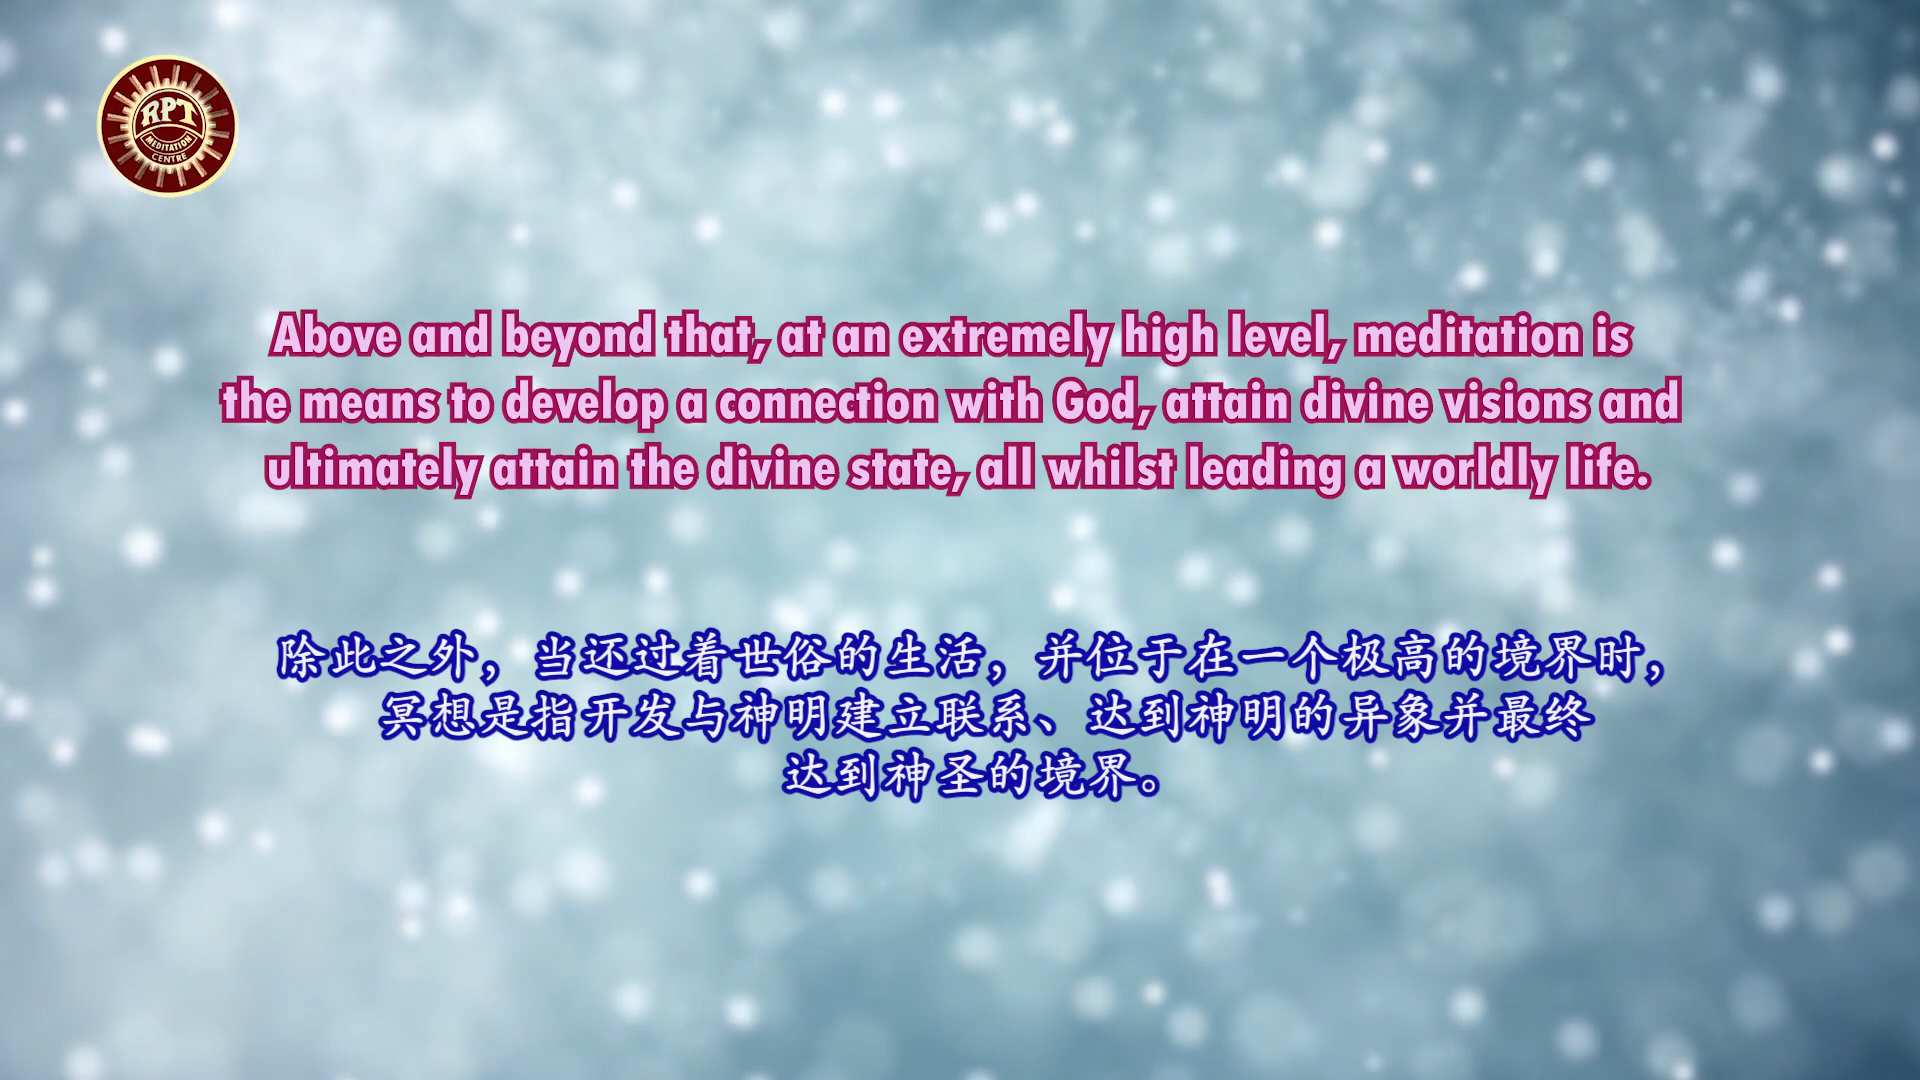 RPT
MEDITATION
CENTRE
Above and beyond that, at an extremely high level, meditation is
the means to develop a connection with God, attain divine visions and
ultimately attain the divine state, all whilst leading a worldly life.
除此之外，当还过着世俗的生活，并位于在一个极高的境界时，
冥想是指开发与神明建立联系、达到神明的异象并最终
达到神圣的境界。